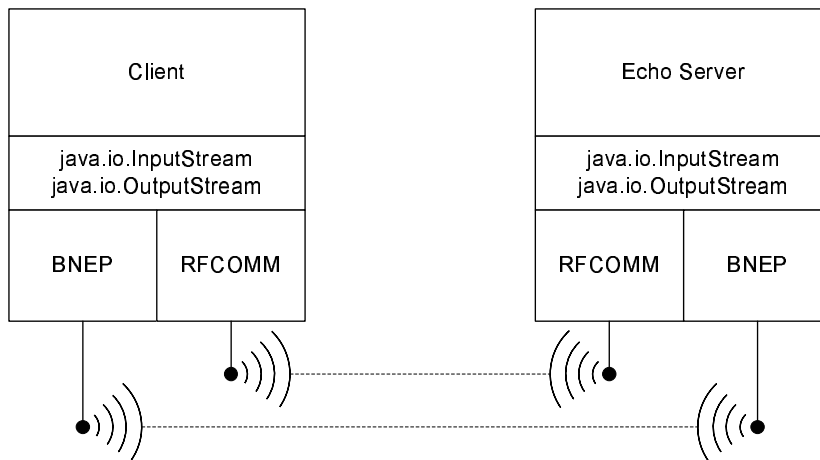 Client
java.io.InputStream
java.io.OutputStream
BNEP
RFCOMM
Echo Server
java.io.InputStream
java.io.OutputStream
RFCOMM
BNEP